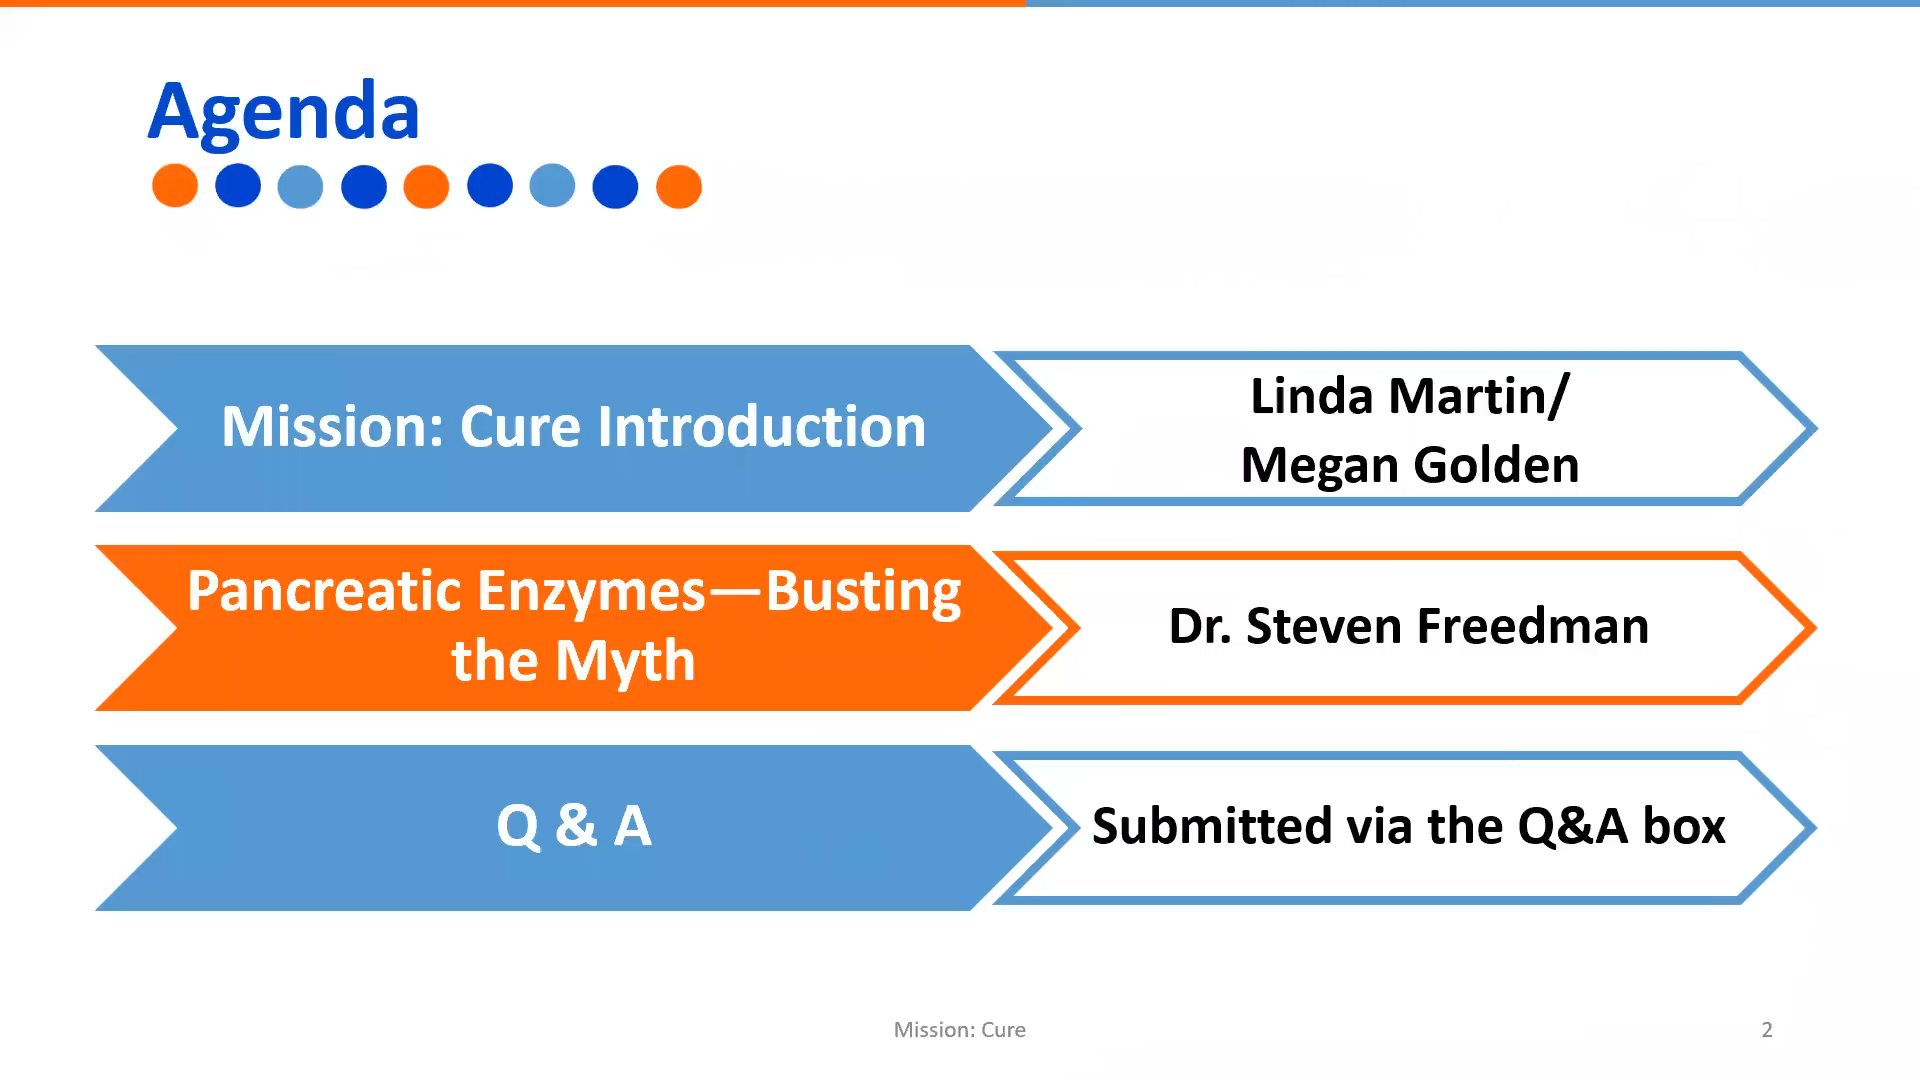 Agenda
Mission: Cure Introduction
Linda Martin/
Megan Golden
Pancreatic Enzymes—Busting
the Myth
Dr. Steven Freedman
Q & A
Submitted via the Q&A box
Mission: Cure
2